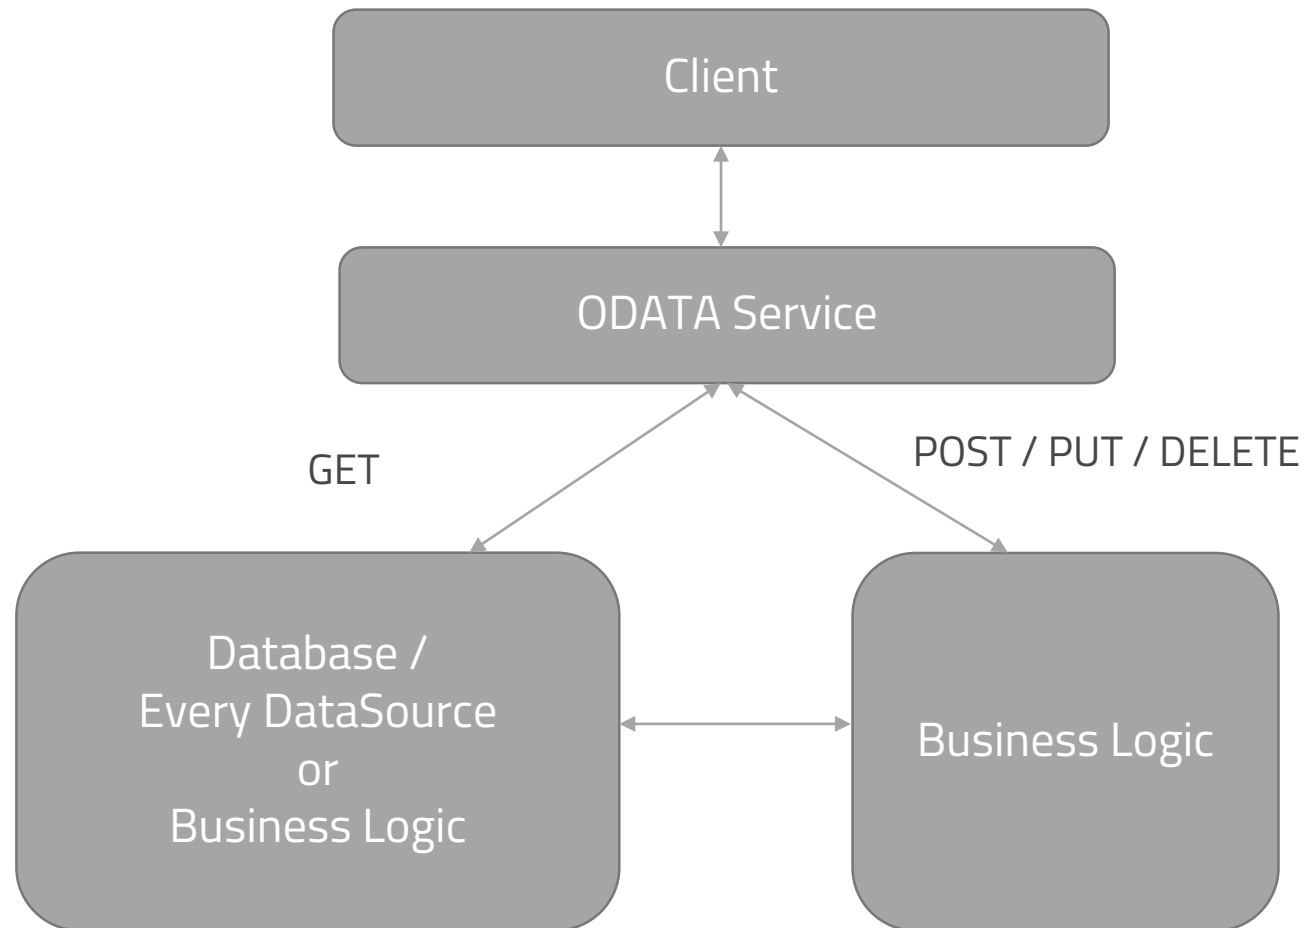 Client
ODATA Service
GET
POST / PUT / DELETE
Database /
Every DataSource
or
Business Logic
Business Logic